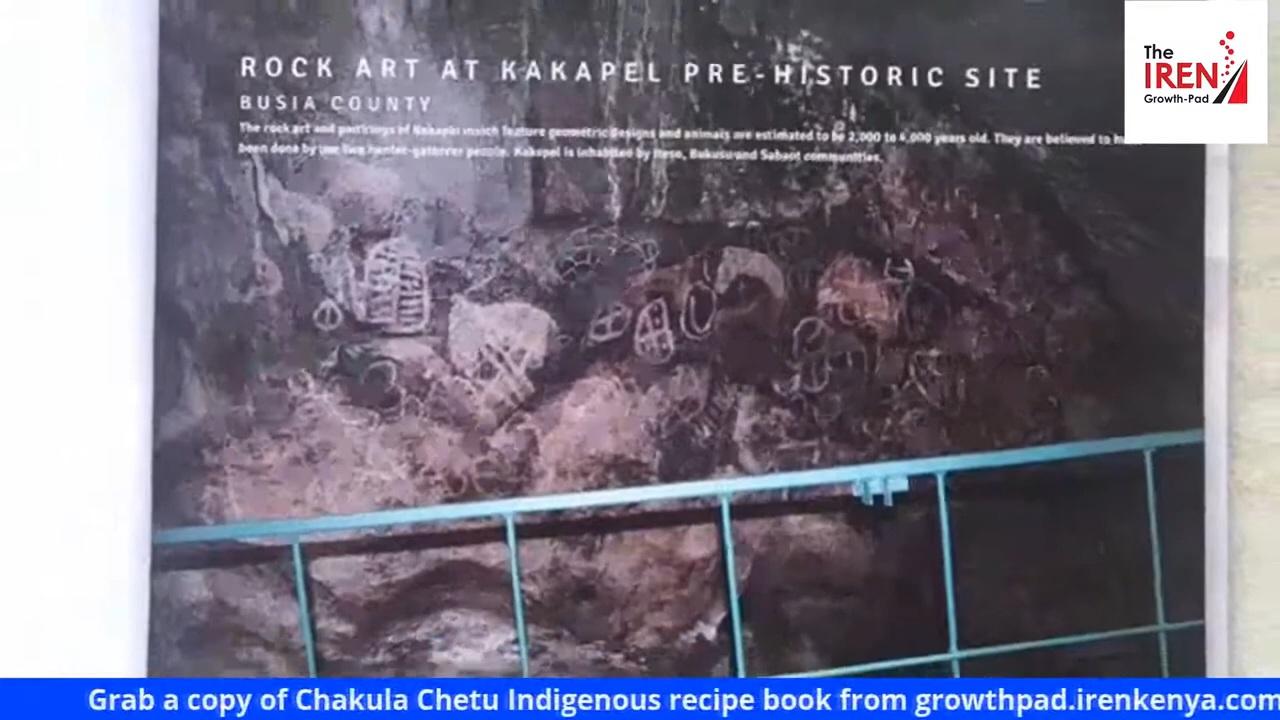 ROCK ART AT KAKAPEL PRE-HISTORIC SITE
BUSIA COUNTY
The rock art and paintings of Kakapel which feature geometric designs and animals are estimated to be 2,000 to 4,000 years old. They are believed to
been done by the Twa hunter-gatherer people. Kakapel is inhabited by Iteso, Bukusu and Sabaot communities.
The
IREN
Growth-Pad
Grab a copy of Chakula Chetu Indigenous recipe book from growthpad.irenkenya.com